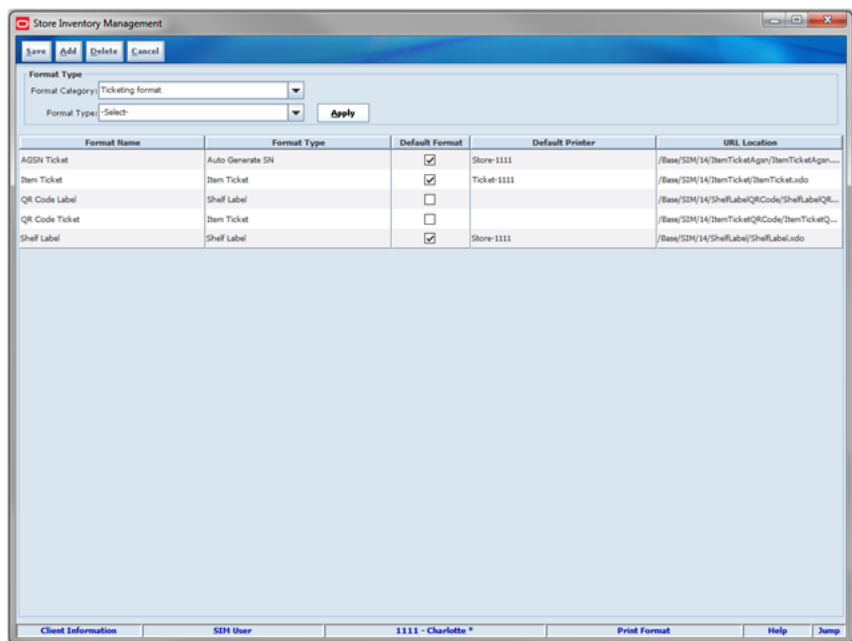 Store Inventory Management
Save Add Delete Cancel
Format Type
Format Category: Ticketing format
Format Type: -Select- Apply
Format Name Format Type Default Format Default Printer URL Location
AGSN Ticket Auto Generate SN Store-1111 /Base/SIM/14/ItemTicketAgsn/ItemTicketAgsn....
Item Ticket Item Ticket Ticket-1111 /Base/SIM/14/ItemTicket/ItemTicket.xdo
QR Code Label Shelf Label /Base/SIM/14/ShelfLabelQRCode/ShelfLabelQR...
QR Code Ticket Item Ticket /Base/SIM/14/ItemTicketQRCode/ItemTicketQ...
Shelf Label Shelf Label Store-1111 /Base/SIM/14/ShelfLabel/ShelfLabel.xdo
Client Information SIM User 1111 - Charlotte * Print Format Help Jump